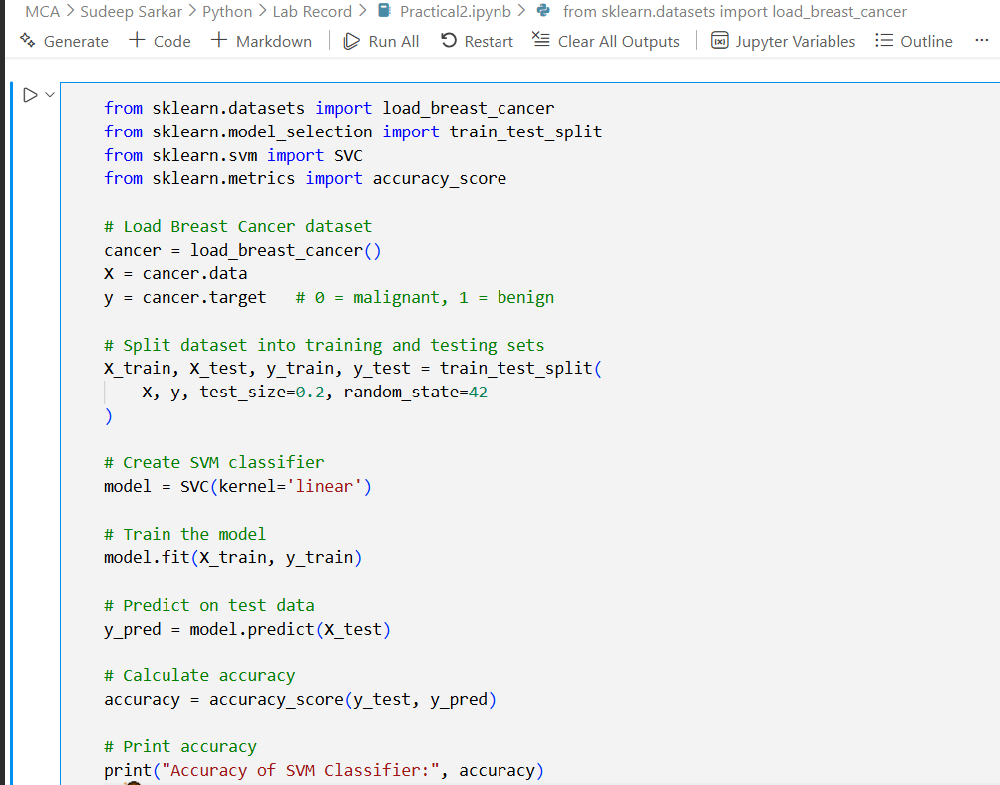 MCA > Sudeep Sarkar > Python > Lab Record > Practical2.ipynb > from sklearn.datasets import load_breast_cancer
Generate + Code + Markdown | Run All Restart Clear All Outputs | Jupyter Variables Outline ...
from sklearn.datasets import load_breast_cancer
from sklearn.model_selection import train_test_split
from sklearn.svm import SVC
from sklearn.metrics import accuracy_score

# Load Breast Cancer dataset
cancer = load_breast_cancer()
X = cancer.data
y = cancer.target   # 0 = malignant, 1 = benign

# Split dataset into training and testing sets
X_train, X_test, y_train, y_test = train_test_split(
    X, y, test_size=0.2, random_state=42
)

# Create SVM classifier
model = SVC(kernel='linear')

# Train the model
model.fit(X_train, y_train)

# Predict on test data
y_pred = model.predict(X_test)

# Calculate accuracy
accuracy = accuracy_score(y_test, y_pred)

# Print accuracy
print("Accuracy of SVM Classifier:", accuracy)